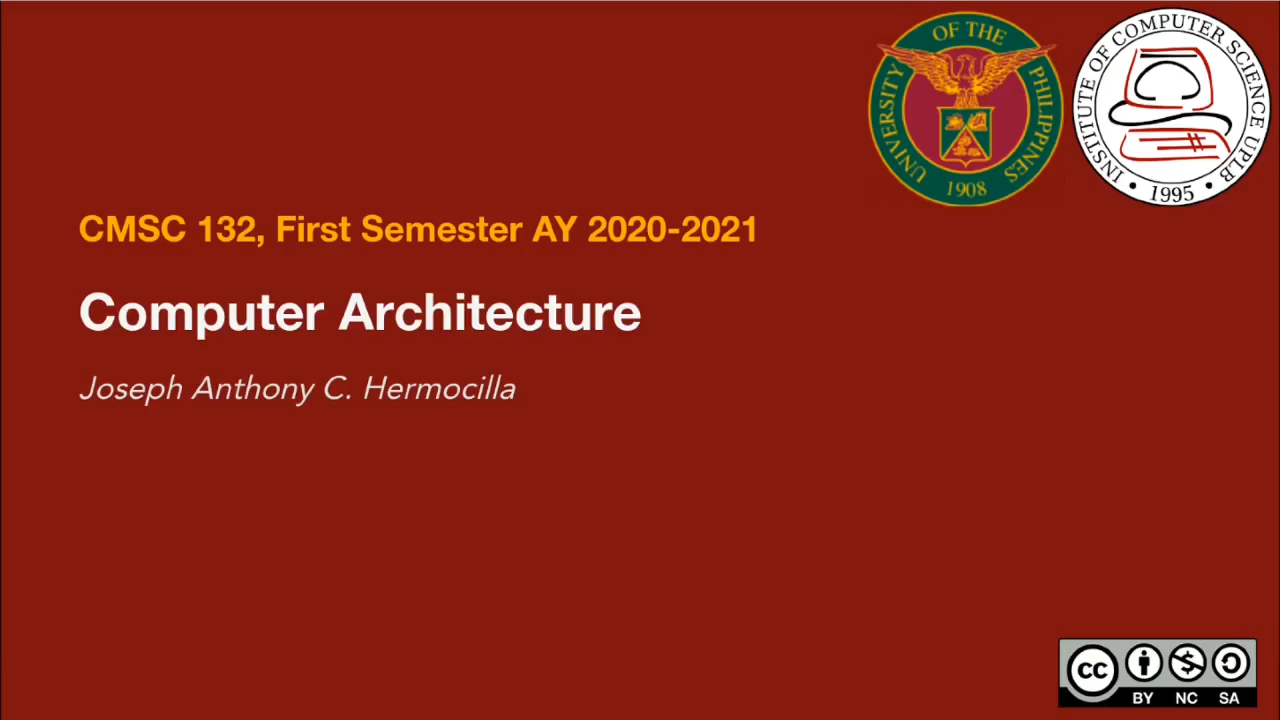 UNIVERSITY OF THE PHILIPPINES
1908
INSTITUTE OF COMPUTER SCIENCE UPLB
• 1995 •
CMSC 132, First Semester AY 2020-2021
Computer Architecture
Joseph Anthony C. Hermocilla
cc
BY NC SA